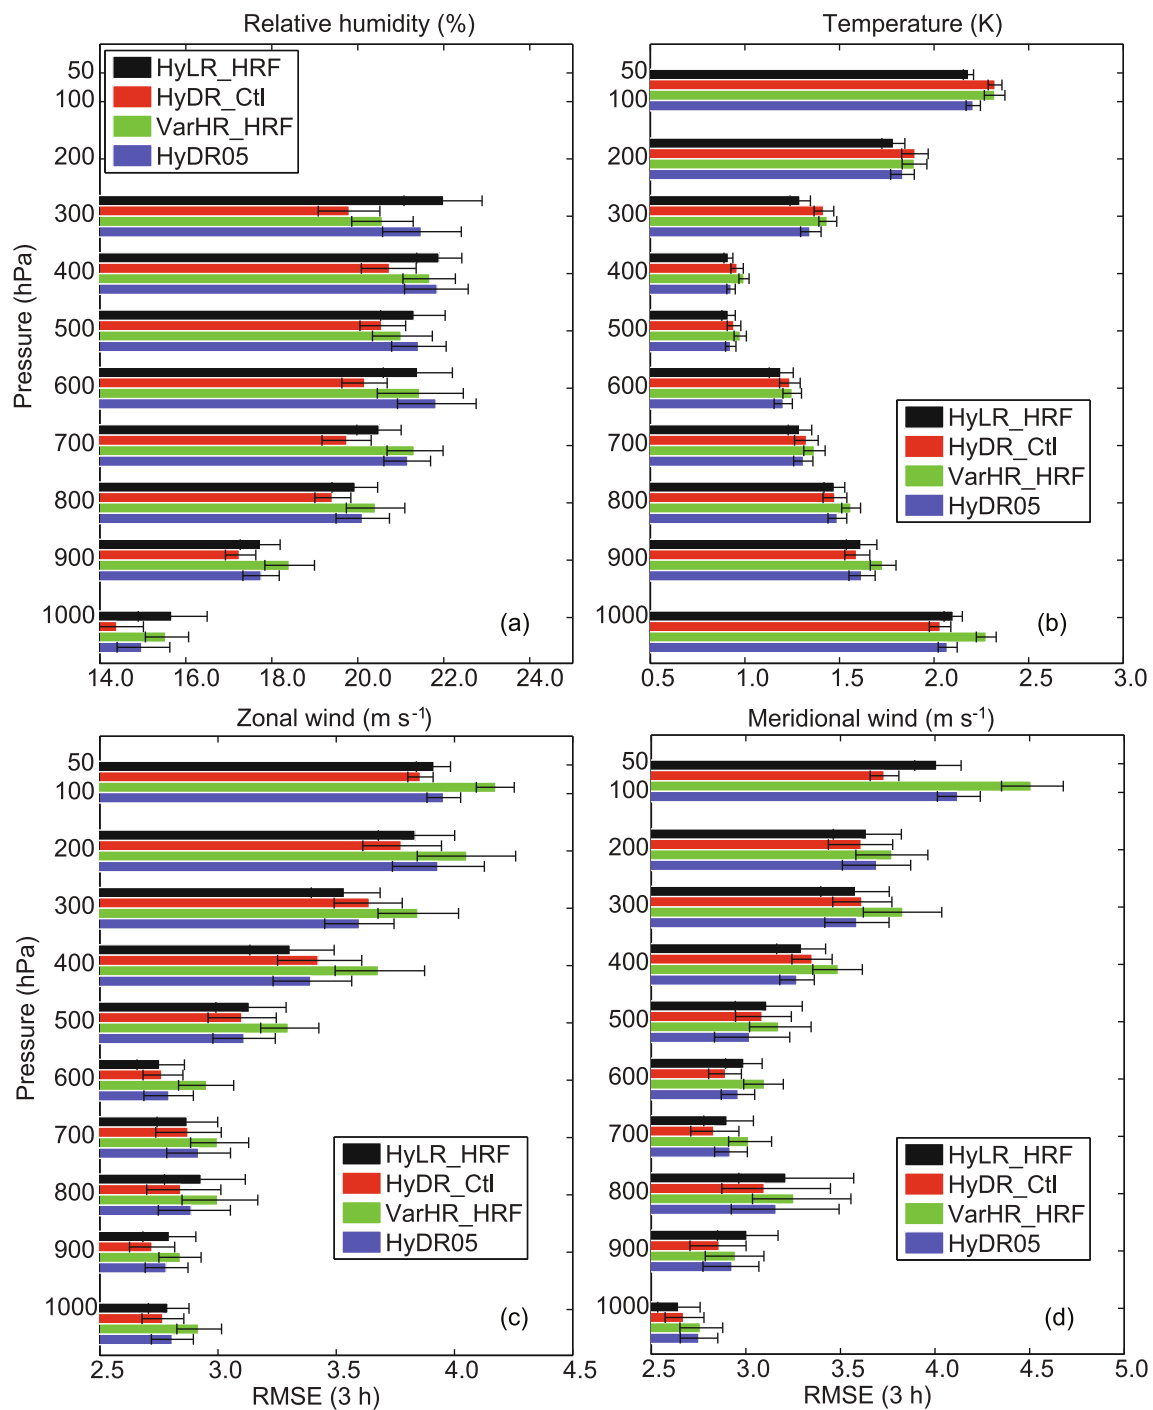 Relative humidity (%)
Temperature (K)
50
100
200
300
400
500
600
700
800
900
1000
Pressure (hPa)
HyLR_HRF
HyDR_Ctl
VarHR_HRF
HyDR05
(a)
14.0 16.0 18.0 20.0 22.0 24.0
50
100
200
300
400
500
600
700
800
900
1000
HyLR_HRF
HyDR_Ctl
VarHR_HRF
HyDR05
(b)
0.5 1.0 1.5 2.0 2.5 3.0
Zonal wind (m s⁻¹)
Meridional wind (m s⁻¹)
50
100
200
300
400
500
600
700
800
900
1000
Pressure (hPa)
HyLR_HRF
HyDR_Ctl
VarHR_HRF
HyDR05
(c)
2.5 3.0 3.5 4.0 4.5
RMSE (3 h)
50
100
200
300
400
500
600
700
800
900
1000
HyLR_HRF
HyDR_Ctl
VarHR_HRF
HyDR05
(d)
2.5 3.0 3.5 4.0 4.5 5.0
RMSE (3 h)